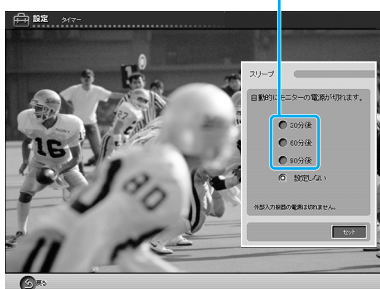 設定 タイマー
スリープ
自動的にモニターの電源が切れます。
30分後
60分後
90分後
設定しない
外部入力機器の電源は切れません。
セット
戻る
16
80